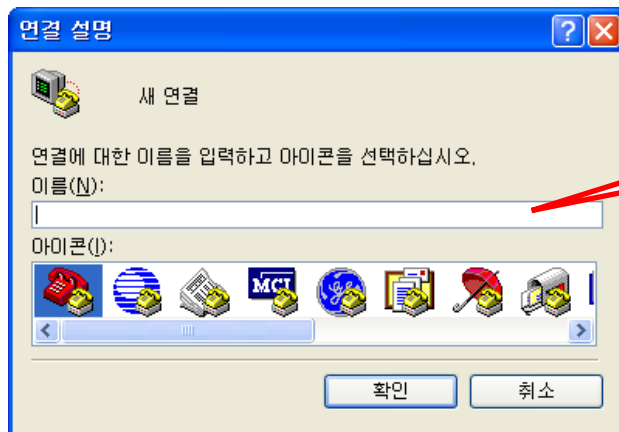 연결 설명
새 연결
연결에 대한 이름을 입력하고 아이콘을 선택하십시오.
이름(N):
아이콘(I):
MCI
확인 취소